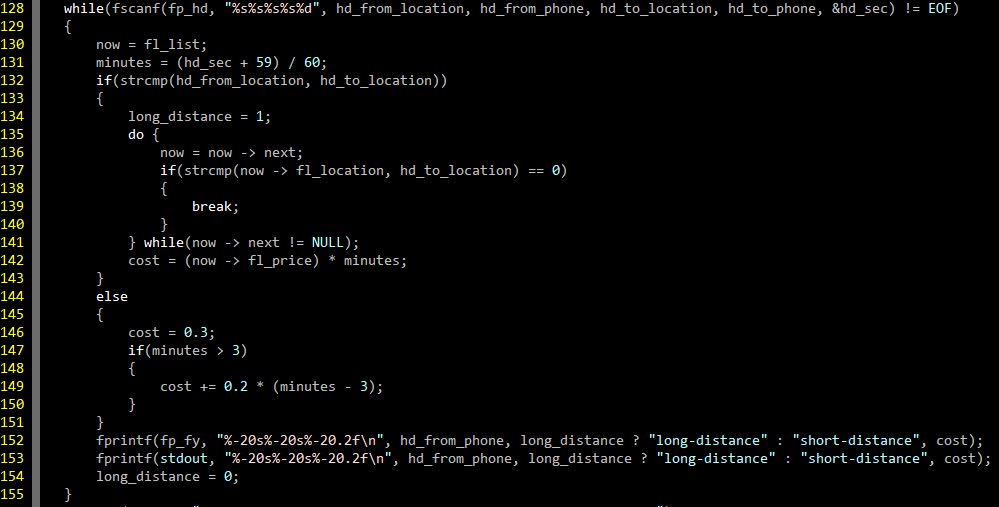 128 while(fscanf(fp_hd, "%s%s%s%s%d", hd_from_location, hd_from_phone, hd_to_location, hd_to_phone, &hd_sec) != EOF)
129 {
130 now = fl_list;
131 minutes = (hd_sec + 59) / 60;
132 if(strcmp(hd_from_location, hd_to_location))
133 {
134 long_distance = 1;
135 do {
136 now = now -> next;
137 if(strcmp(now -> fl_location, hd_to_location) == 0)
138 {
139 break;
140 }
141 } while(now -> next != NULL);
142 cost = (now -> fl_price) * minutes;
143 }
144 else
145 {
146 cost = 0.3;
147 if(minutes > 3)
148 {
149 cost += 0.2 * (minutes - 3);
150 }
151 }
152 fprintf(fp_fy, "%-20s%-20s%-20.2f\n", hd_from_phone, long_distance ? "long-distance" : "short-distance", cost);
153 fprintf(stdout, "%-20s%-20s%-20.2f\n", hd_from_phone, long_distance ? "long-distance" : "short-distance", cost);
154 long_distance = 0;
155 }